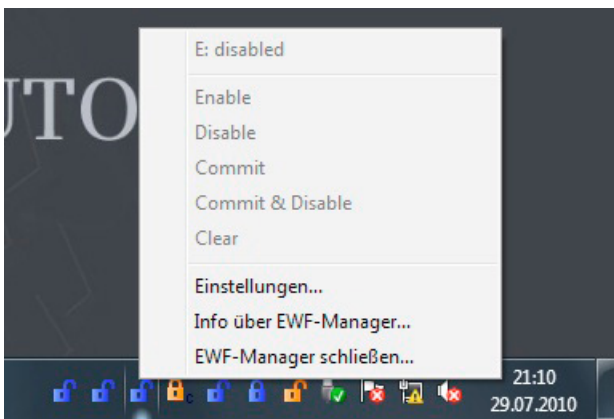 E: disabled
UTO
Enable
Disable
Commit
Commit & Disable
Clear
Einstellungen...
Info über EWF-Manager...
EWF-Manager schließen...
c
21:10
29.07.2010